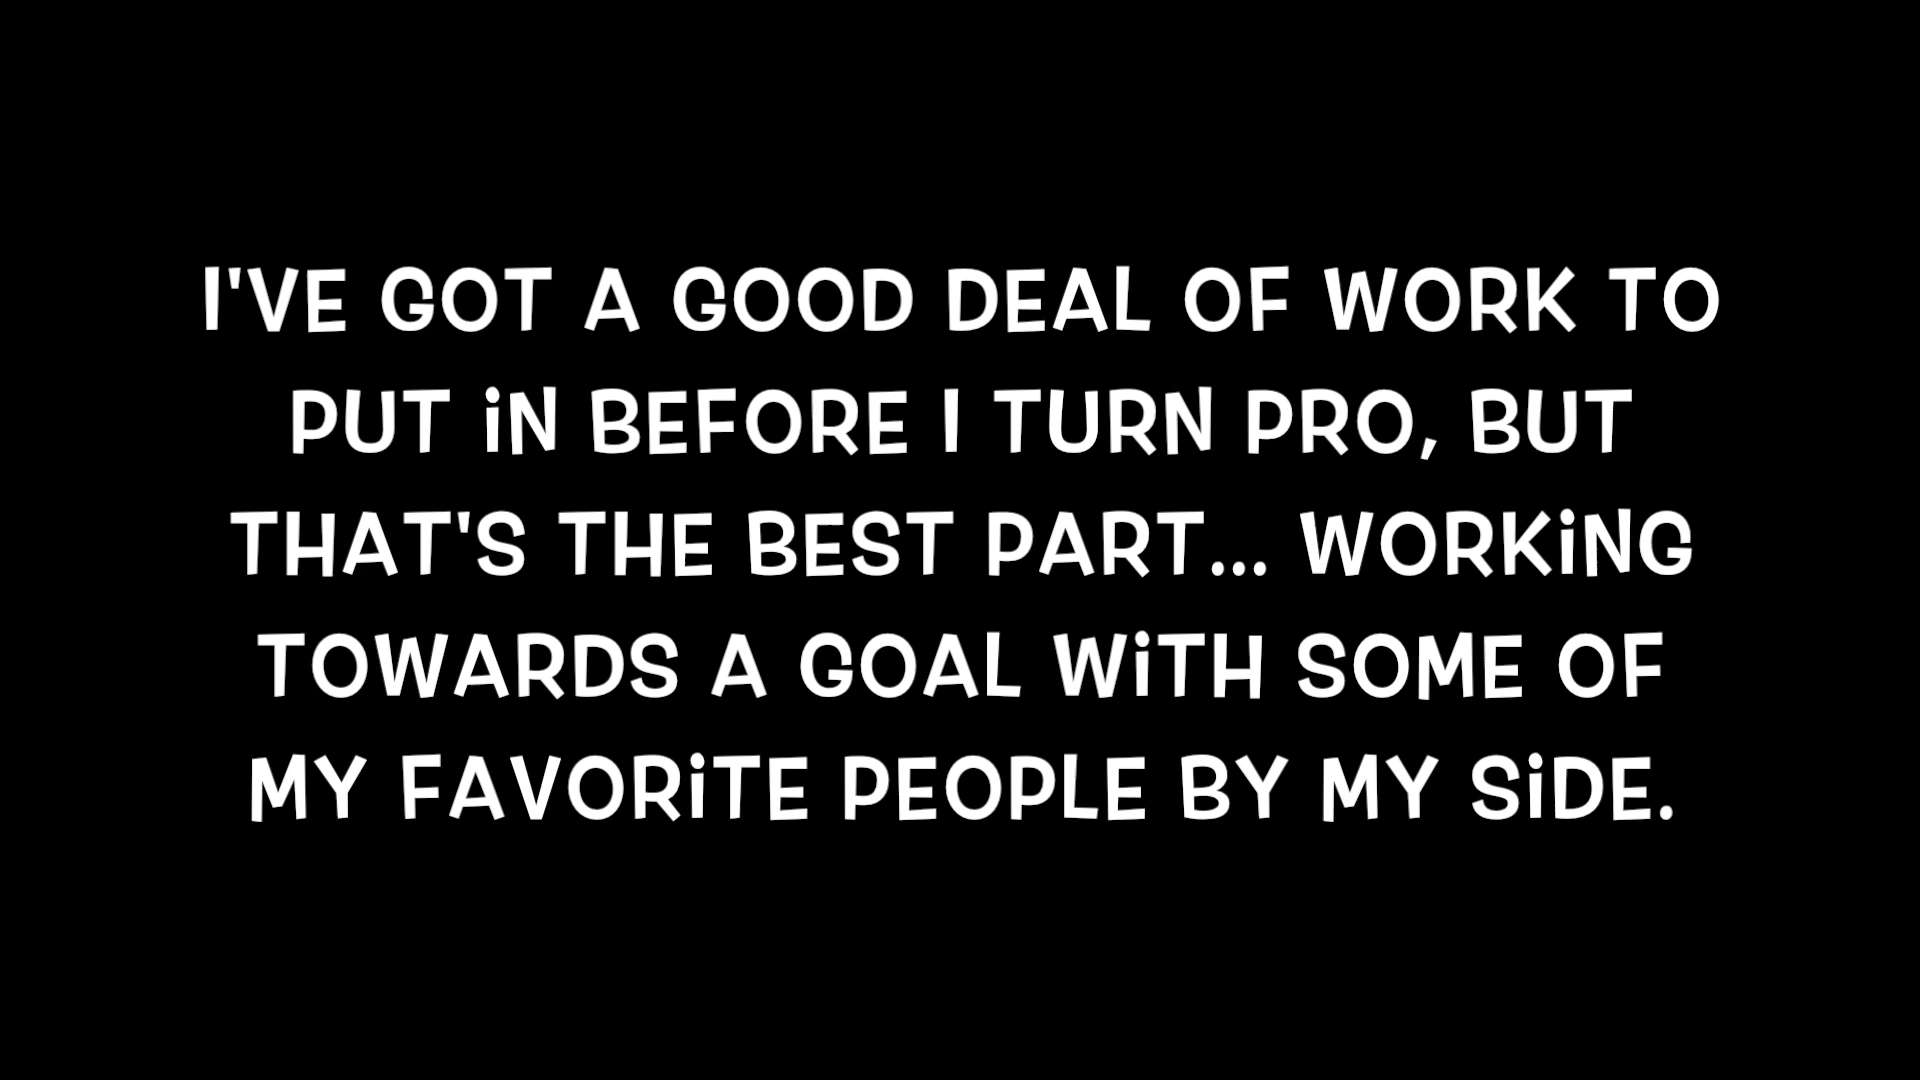 I'VE GOT A GOOD DEAL OF WORK TO
PUT iN BEFORE I TURN PRO, BUT
THAT'S THE BEST PART... WORKiNG
TOWARDS A GOAL WiTH SOME OF
MY FAVORiTE PEOPLE BY MY SiDE.